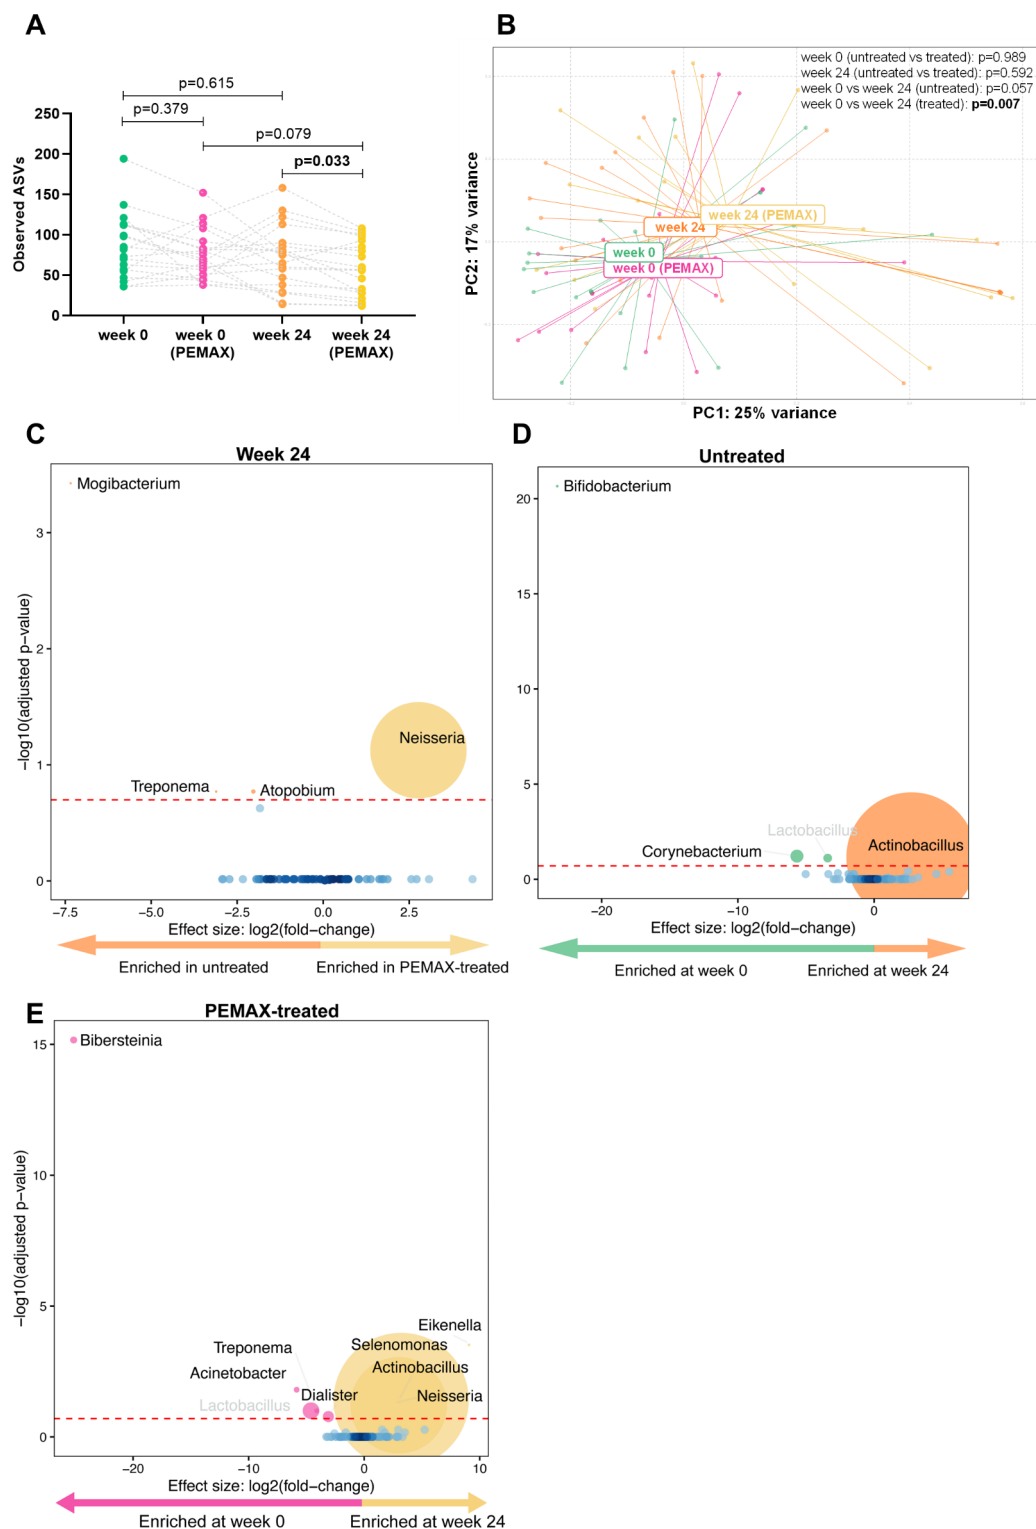 A
p=0.615
p=0.379
p=0.079
p=0.033
Observed ASVs
250
200
150
100
50
0
week 0
week 0
(PEMAX)
week 24
week 24
(PEMAX)
B
week 0 (untreated vs treated): p=0.989
week 24 (untreated vs treated): p=0.592
week 0 vs week 24 (untreated): p=0.057
week 0 vs week 24 (treated): p=0.007
week 24 (PEMAX)
week 24
week 0
week 0 (PEMAX)
PC2: 17% variance
PC1: 25% variance
C
Week 24
Mogibacterium
Neisseria
Treponema
Atopobium
−log10(adjusted p−value)
3
2
1
0
−7.5
−5.0
−2.5
0.0
2.5
Effect size: log2(fold−change)
Enriched in untreated
Enriched in PEMAX-treated
D
Untreated
Bifidobacterium
Lactobacillus
Corynebacterium
Actinobacillus
20
15
10
5
0
−20
−10
0
Effect size: log2(fold−change)
Enriched at week 0
Enriched at week 24
E
PEMAX-treated
Bibersteinia
Eikenella
Treponema
Selenomonas
Acinetobacter
Actinobacillus
Dialister
Neisseria
Lactobacillus
−log10(adjusted p−value)
15
10
5
0
−20
−10
0
10
Effect size: log2(fold−change)
Enriched at week 0
Enriched at week 24